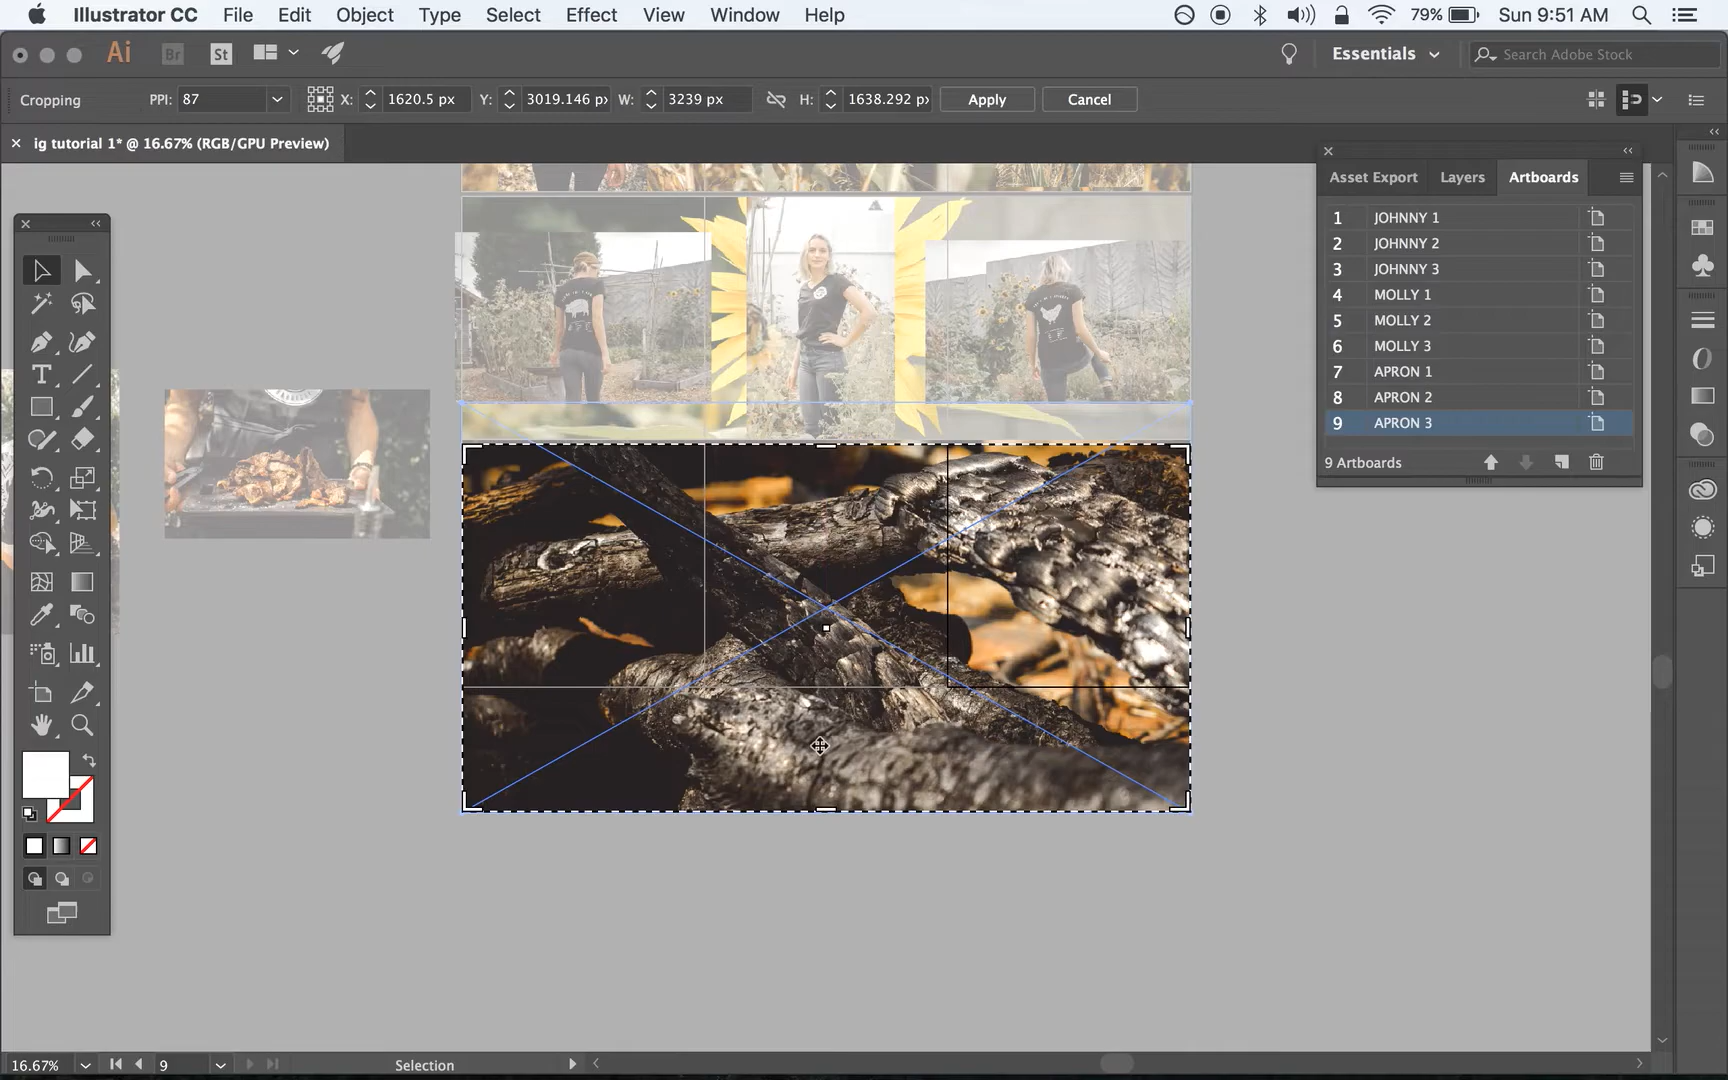 Illustrator CC File Edit Object Type Select Effect View Window Help 79% Sun 9:51 AM
Ai Br St Essentials Search Adobe Stock
Cropping PPI: 87 X: 1620.5 px Y: 3019.146 px W: 3239 px H: 1638.292 px Apply Cancel
ig tutorial 1* @ 16.67% (RGB/GPU Preview)
Asset Export Layers Artboards
1 JOHNNY 1
2 JOHNNY 2
3 JOHNNY 3
4 MOLLY 1
5 MOLLY 2
6 MOLLY 3
7 APRON 1
8 APRON 2
9 APRON 3
9 Artboards
16.67% 9 Selection